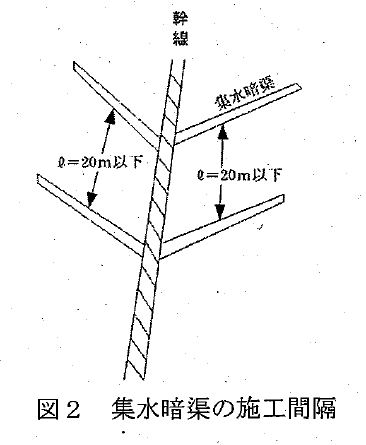 幹線
集水暗渠
ℓ=20m以下
ℓ=20m以下
図2 集水暗渠の施工間隔